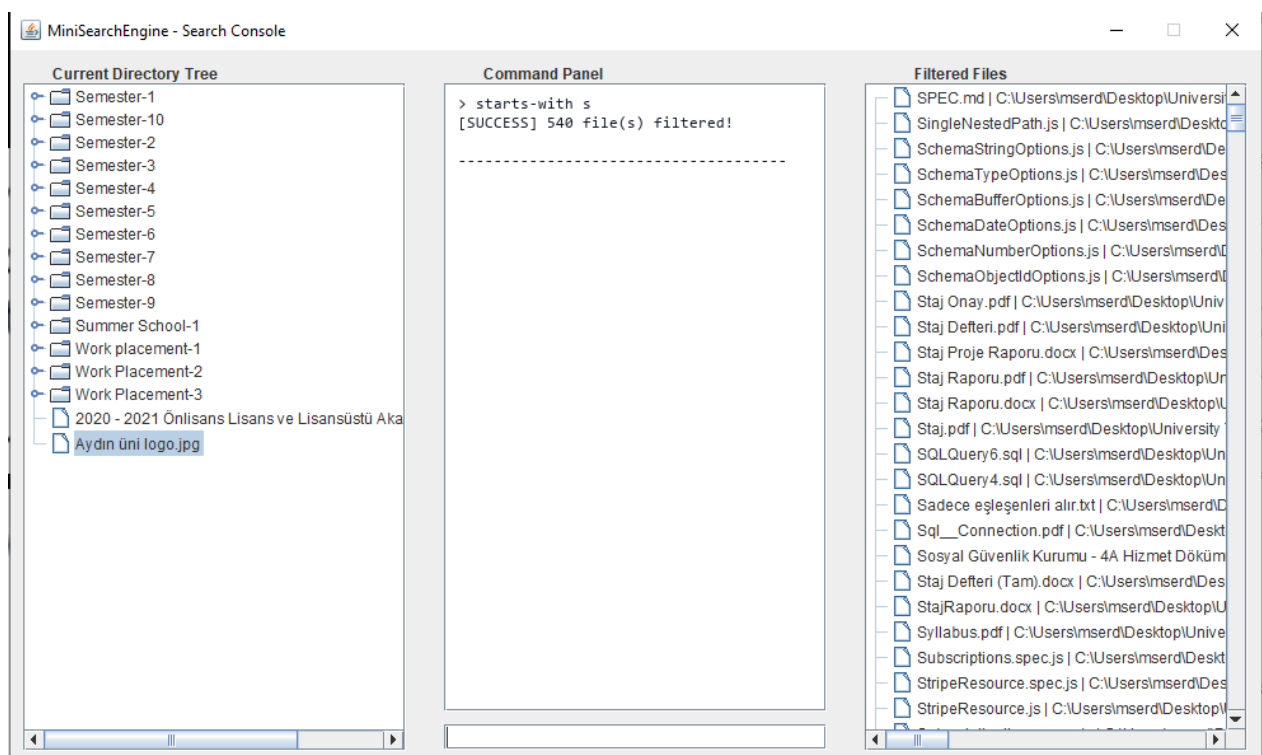 MiniSearchEngine - Search Console
Current Directory Tree
Semester-1
Semester-10
Semester-2
Semester-3
Semester-4
Semester-5
Semester-6
Semester-7
Semester-8
Semester-9
Summer School-1
Work placement-1
Work Placement-2
Work Placement-3
2020 - 2021 Önlisans Lisans ve Lisansüstü Aka
Aydın üni logo.jpg
Command Panel
> starts-with s
[SUCCESS] 540 file(s) filtered!
-------------------------------------
Filtered Files
SPEC.md | C:\Users\mserd\Desktop\Universi
SingleNestedPath.js | C:\Users\mserd\Deskto
SchemaStringOptions.js | C:\Users\mserd\De
SchemaTypeOptions.js | C:\Users\mserd\Des
SchemaBufferOptions.js | C:\Users\mserd\De
SchemaDateOptions.js | C:\Users\mserd\Des
SchemaNumberOptions.js | C:\Users\mserd\D
SchemaObjectIdOptions.js | C:\Users\mserd\
Staj Onay.pdf | C:\Users\mserd\Desktop\Univ
Staj Defteri.pdf | C:\Users\mserd\Desktop\Uni
Staj Proje Raporu.docx | C:\Users\mserd\Des
Staj Raporu.pdf | C:\Users\mserd\Desktop\Un
Staj Raporu.docx | C:\Users\mserd\Desktop\U
Staj.pdf | C:\Users\mserd\Desktop\University
SQLQuery6.sql | C:\Users\mserd\Desktop\Un
SQLQuery4.sql | C:\Users\mserd\Desktop\Un
Sadece eşleşenleri alır.txt | C:\Users\mserd\D
Sql__Connection.pdf | C:\Users\mserd\Deskt
Sosyal Güvenlik Kurumu - 4A Hizmet Döküm
Staj Defteri (Tam).docx | C:\Users\mserd\Des
StajRaporu.docx | C:\Users\mserd\Desktop\U
Syllabus.pdf | C:\Users\mserd\Desktop\Unive
Subscriptions.spec.js | C:\Users\mserd\Deskt
StripeResource.spec.js | C:\Users\mserd\Des
StripeResource.js | C:\Users\mserd\Desktop\